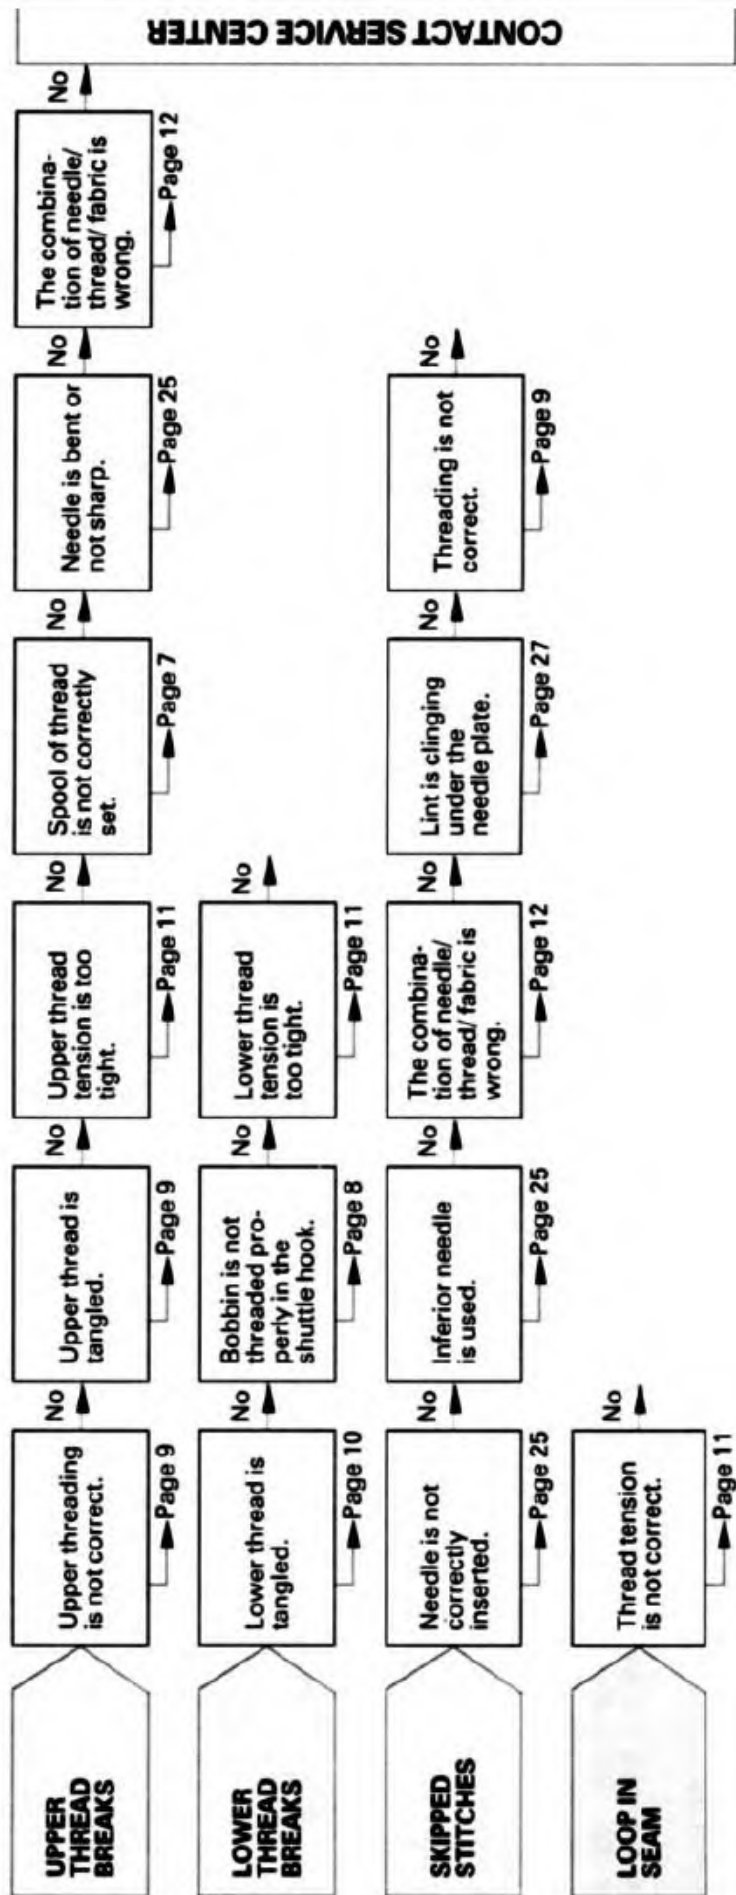 UPPER
THREAD
BREAKS
Upper threading
is not correct.
Page 9
No
Upper thread is
tangled.
Page 9
No
Upper thread
tension is too
tight.
Page 11
No
Spool of thread
is not correctly
set.
Page 7
No
Needle is bent or
not sharp.
Page 25
No
The combina-
tion of needle/
thread/ fabric is
wrong.
Page 12
No
CONTACT SERVICE CENTER
LOWER
THREAD
BREAKS
Lower thread is
tangled.
Page 10
No
Bobbin is not
threaded pro-
perly in the
shuttle hook.
Page 8
No
Lower thread
tension is
too tight.
Page 11
No
SKIPPED
STITCHES
Needle is not
correctly
inserted.
Page 25
No
Inferior needle
is used.
Page 25
No
The combina-
tion of needle/
thread/ fabric is
wrong.
Page 12
No
Lint is clinging
under the
needle plate.
Page 27
No
Threading is not
correct.
Page 9
No
LOOP IN
SEAM
Thread tension
is not correct.
Page 11
No